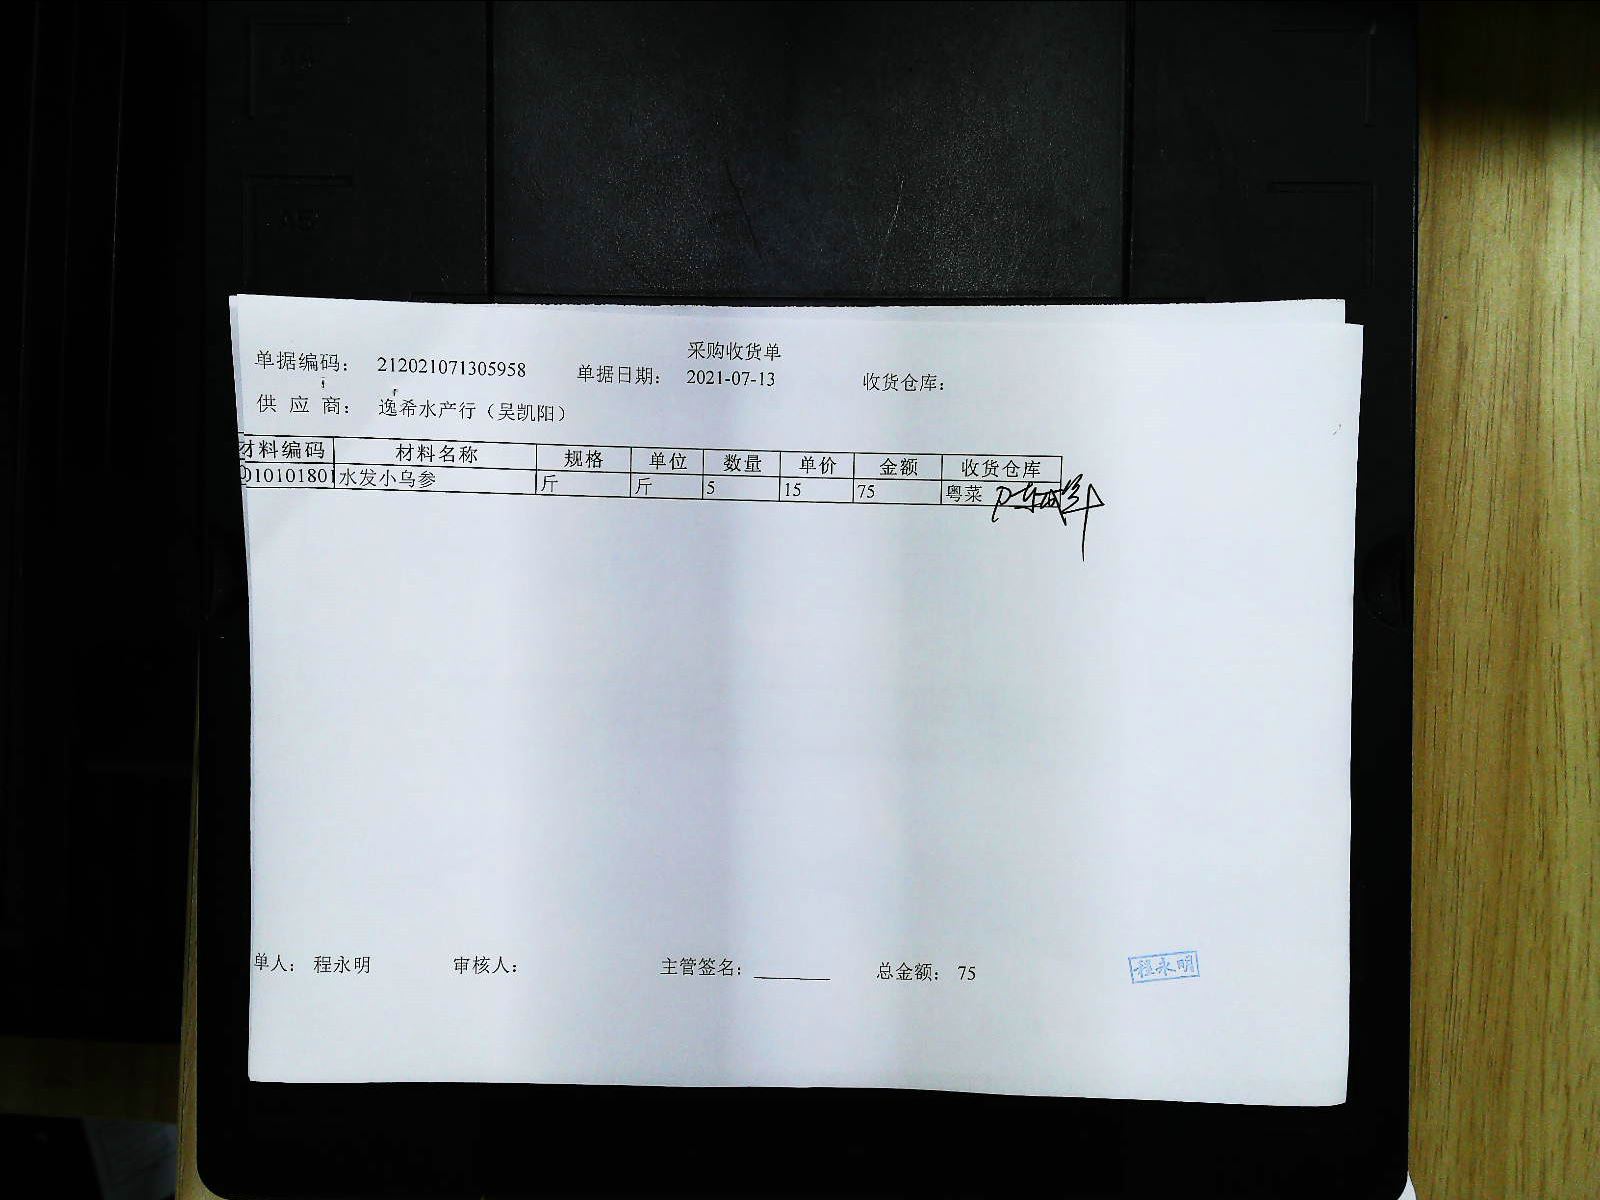 采购收货单
单据编码： 212021071305958 单据日期： 2021-07-13 收货仓库：
供 应 商： 逸希水产行（吴凯阳）
材料编码 材料名称 规格 单位 数量 单价 金额 收货仓库
010101801 水发小乌参 斤 斤 5 15 75 粤菜
单人： 程永明 审核人： 主管签名： 总金额： 75
程永明